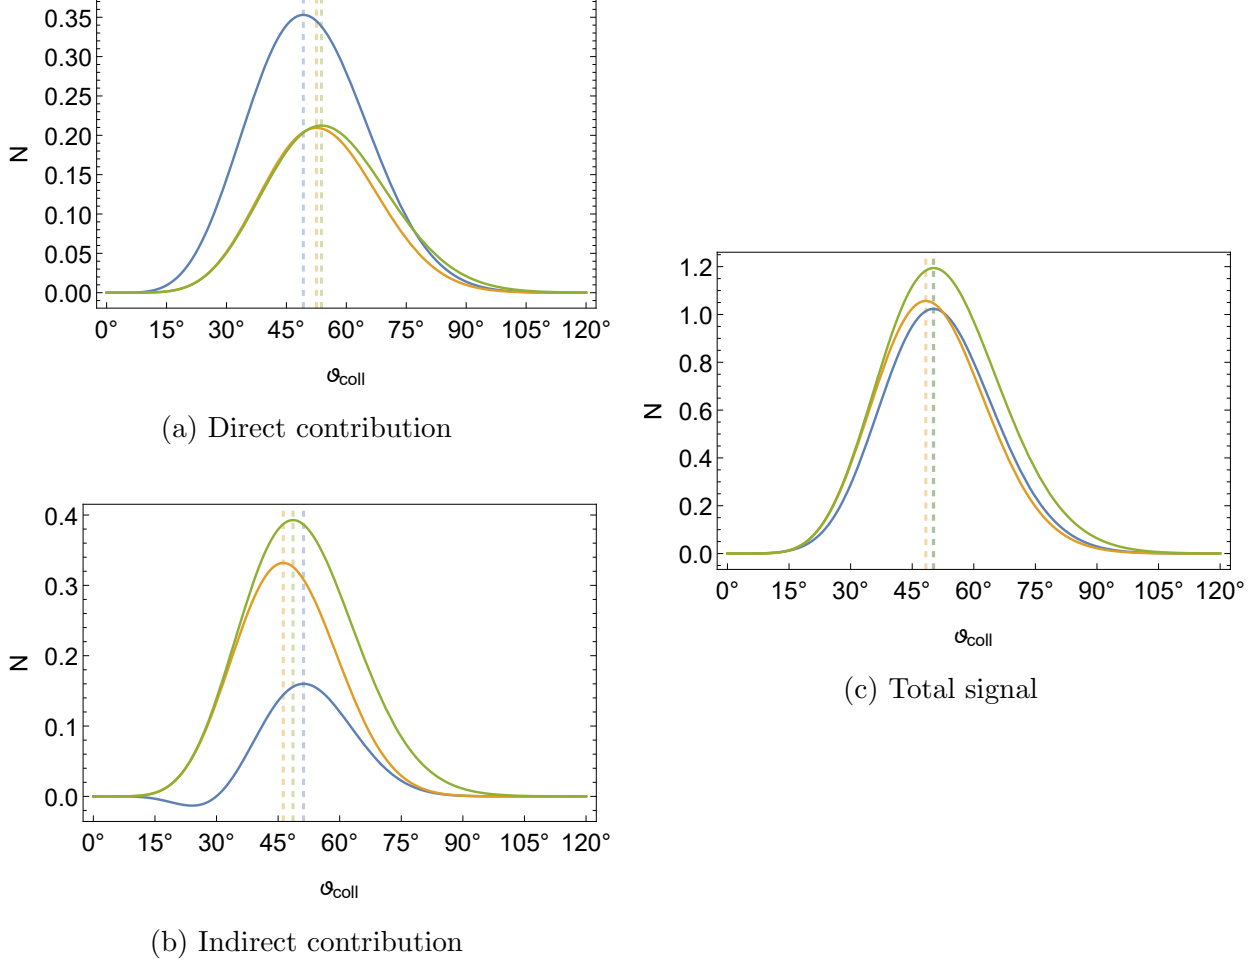 0.35
0.30
0.25
0.20
0.15
0.10
0.05
0.00
N
0° 15° 30° 45° 60° 75° 90° 105° 120°
ϑcoll
(a) Direct contribution
0.4
0.3
0.2
0.1
0.0
N
0° 15° 30° 45° 60° 75° 90° 105° 120°
ϑcoll
(b) Indirect contribution
1.2
1.0
0.8
0.6
0.4
0.2
0.0
N
0° 15° 30° 45° 60° 75° 90° 105° 120°
ϑcoll
(c) Total signal